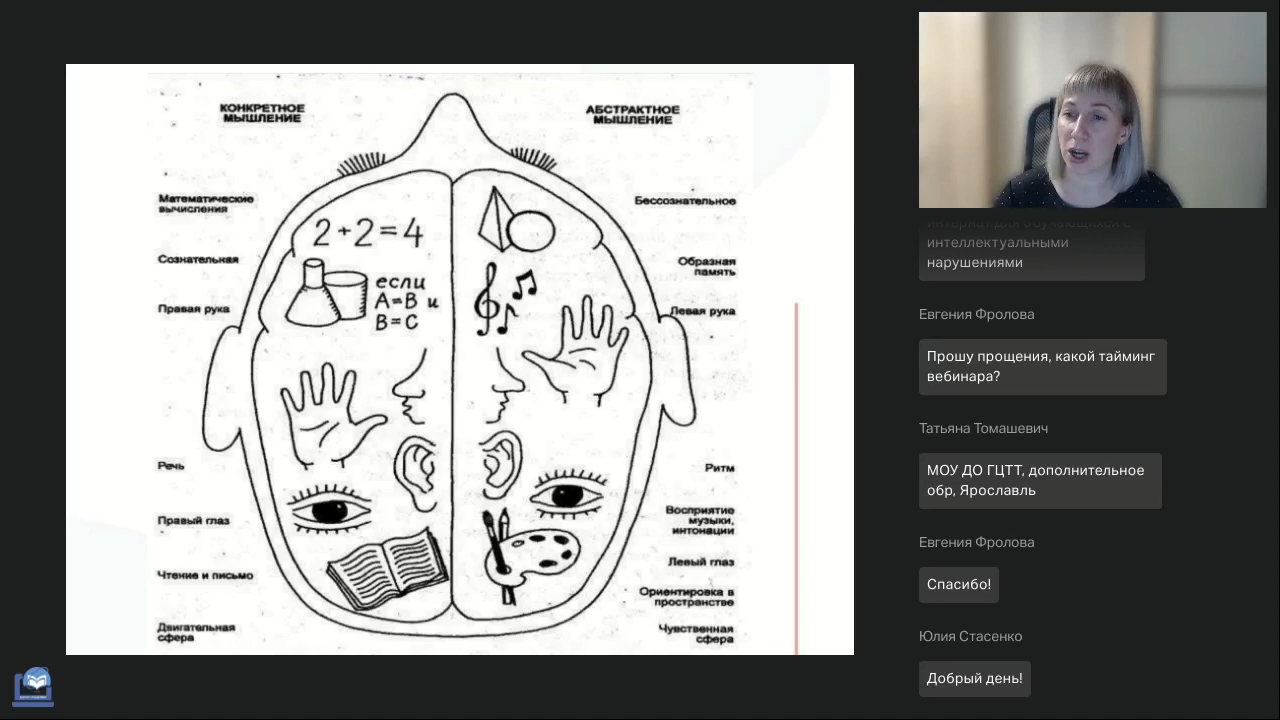 КОНКРЕТНОЕ
МЫШЛЕНИЕ
АБСТРАКТНОЕ
МЫШЛЕНИЕ
Математические
вычисления
Сознательная
Правая рука
Речь
Правый глаз
Чтение и письмо
Двигательная
сфера
2+2=4
если
А=В и
В=С
Бессознательное
Образная
память
Левая рука
Ритм
Восприятие
музыки,
интонации
Левый глаз
Ориентировка в
пространстве
Чувственная
сфера
интеллектуальными
нарушениями
Евгения Фролова
Прошу прощения, какой тайминг
вебинара?
Татьяна Томашевич
МОУ ДО ГЦТТ, дополнительное
обр, Ярославль
Евгения Фролова
Спасибо!
Юлия Стасенко
Добрый день!